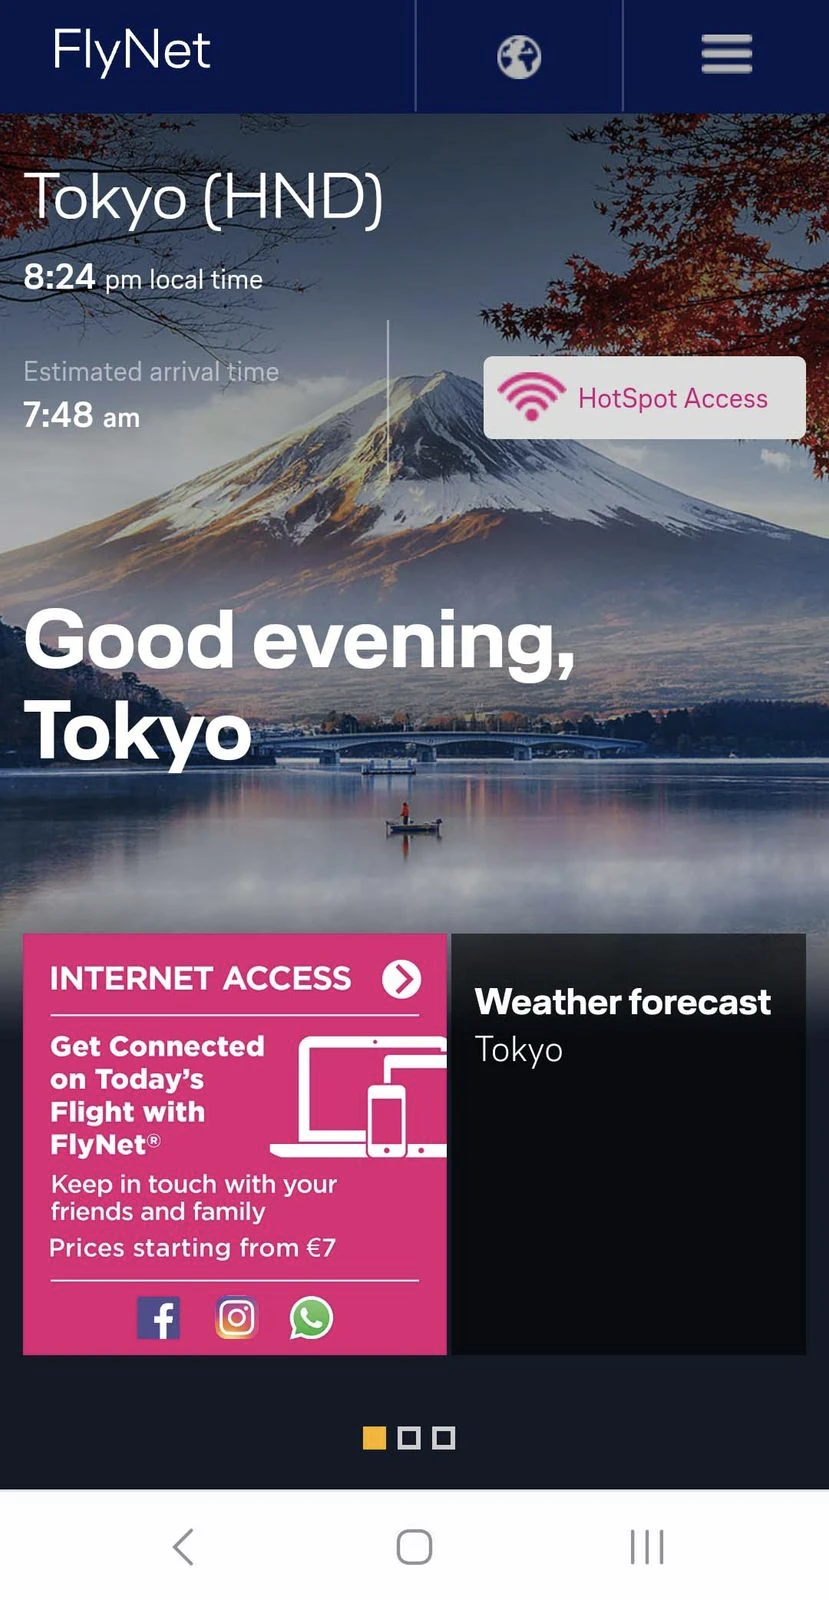 FlyNet
Tokyo (HND)
8:24 pm local time
Estimated arrival time
7:48 am
HotSpot Access
Good evening,
Tokyo
INTERNET ACCESS
Get Connected
on Today’s
Flight with
FlyNet®
Keep in touch with your
friends and family
Prices starting from €7
Weather forecast
Tokyo